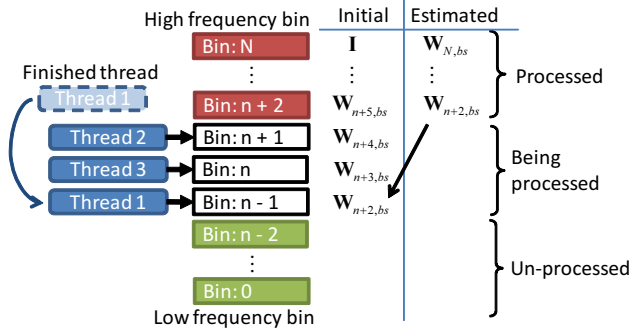 High frequency bin Initial Estimated
Bin: N I W_{N,bs}
Finished thread ⋮ ⋮ ⋮ Processed
Thread 1 Bin: n + 2 W_{n+5,bs} W_{n+2,bs}
Thread 2 Bin: n + 1 W_{n+4,bs}
Thread 3 Bin: n W_{n+3,bs} Being processed
Thread 1 Bin: n - 1 W_{n+2,bs}
Bin: n - 2
⋮ Un-processed
Bin: 0
Low frequency bin